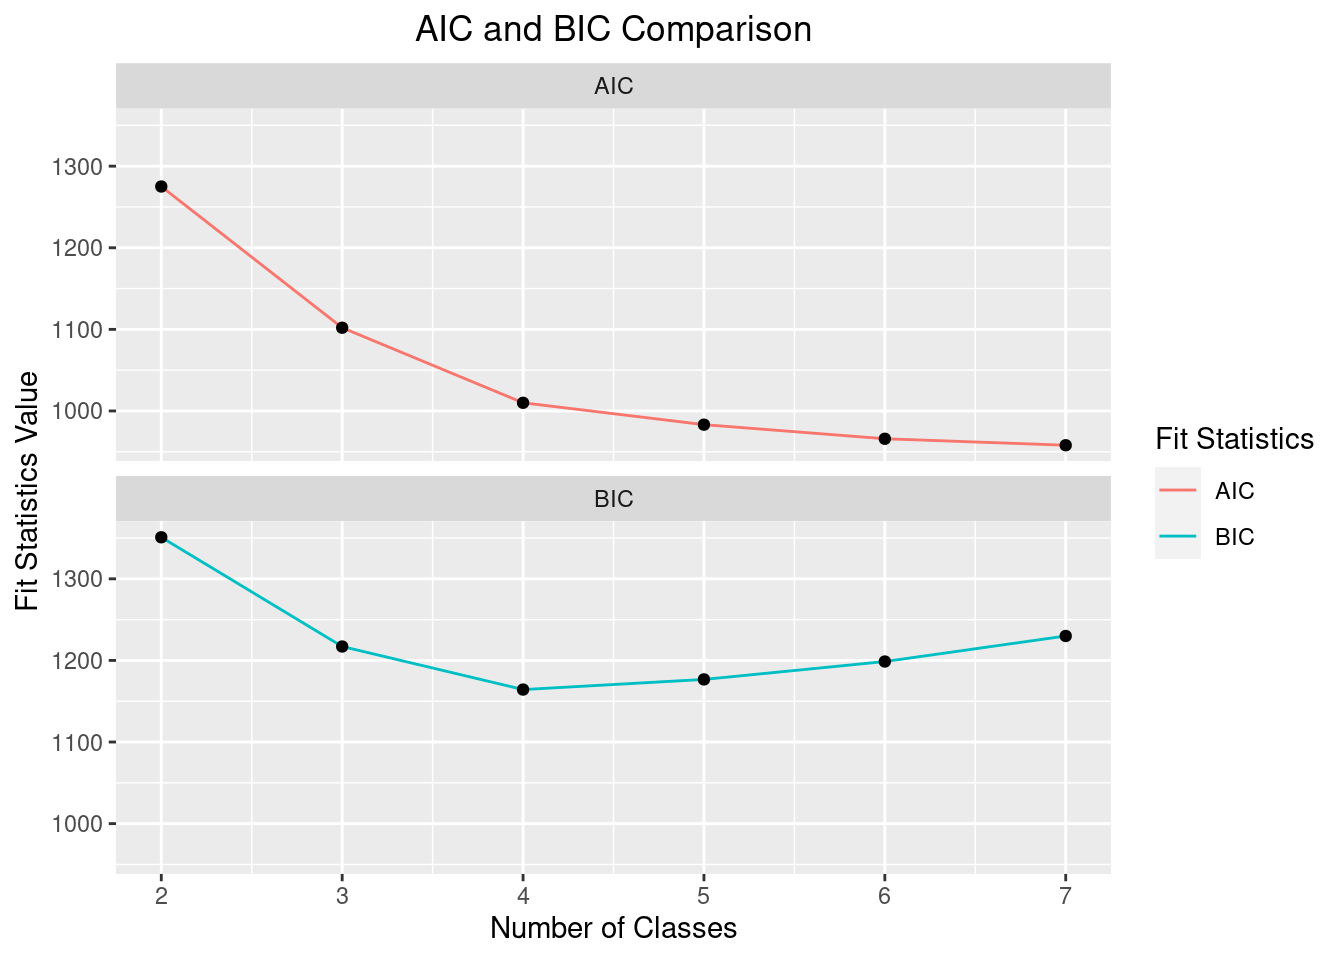 AIC and BIC Comparison
AIC
1300
1200
1100
1000
BIC
1300
1200
1100
1000
2 3 4 5 6 7
Number of Classes
Fit Statistics Value
Fit Statistics
AIC
BIC